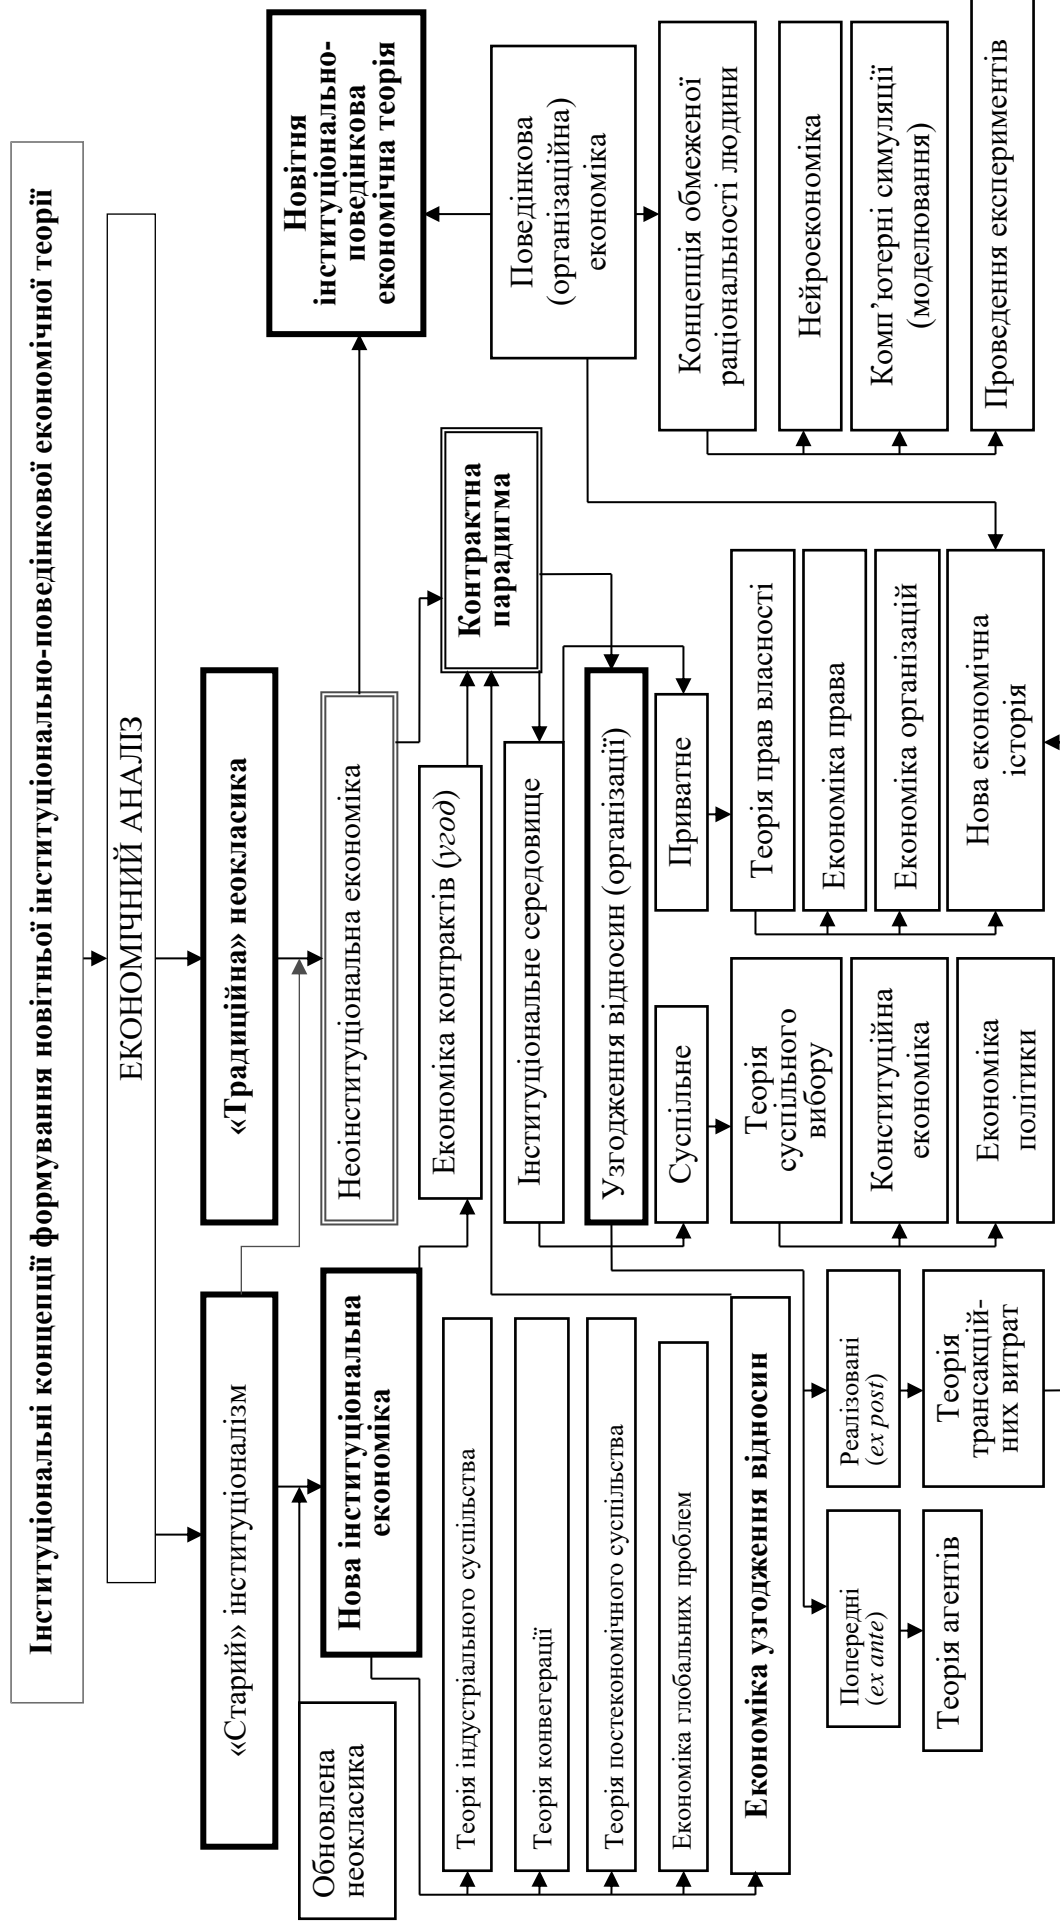 Інституціональні концепції формування новітньої інституціонально-поведінкової економічної теорії
ЕКОНОМІЧНИЙ АНАЛІЗ
«Старий» інституціоналізм
«Традиційна» неокласика
Новітня
інституціонально-
поведінкова
економічна теорія
Обновлена
неокласика
Нова інституціональна
економіка
Неоінституціональна економіка
Теорія індустріального суспільства
Теорія конвегерації
Теорія постекономічного суспільства
Економіка глобальних проблем
Економіка узгодження відносин
Економіка контрактів (угод)
Контрактна
парадигма
Інституціональне середовище
Узгодження відносин (організації)
Суспільне
Приватне
Поведінкова
(організаційна)
економіка
Попередні
(ex ante)
Теорія агентів
Реалізовані
(ex post)
Теорія
трансакцій-
них витрат
Теорія
суспільного
вибору
Конституційна
економіка
Економіка
політики
Теорія прав власності
Економіка права
Економіка організацій
Нова економічна
історія
Концепція обмеженої
раціональності людини
Нейроекономіка
Комп’ютерні симуляції
(моделювання)
Проведення експериментів